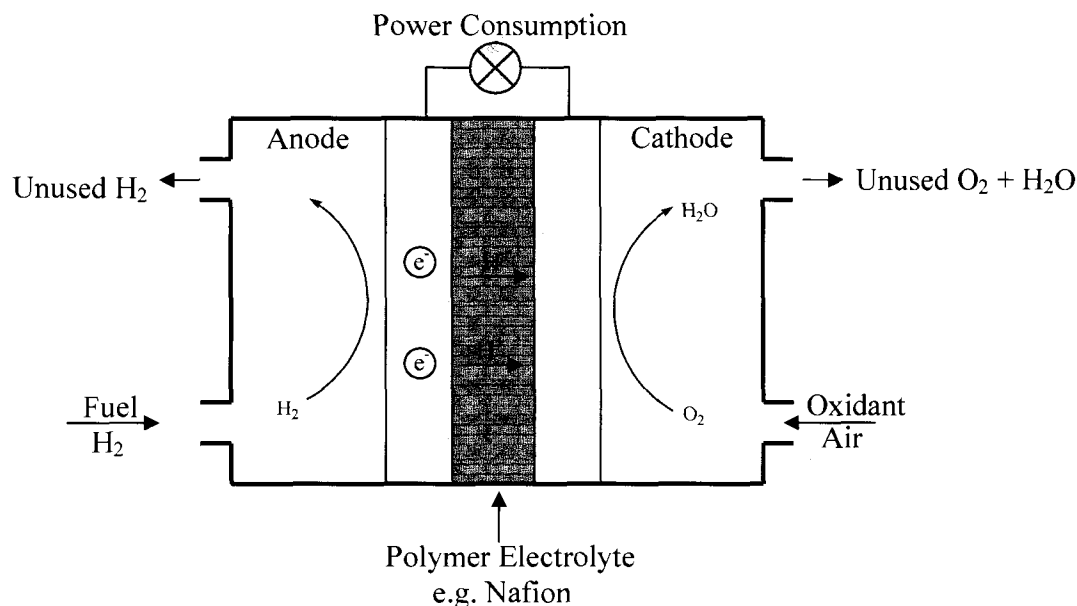 Power Consumption
Anode
Cathode
Unused H₂
Unused O₂ + H₂O
H₂O
e⁻
e⁻
H₂
O₂
Fuel
H₂
Oxidant
Air
Polymer Electrolyte
e.g. Nafion